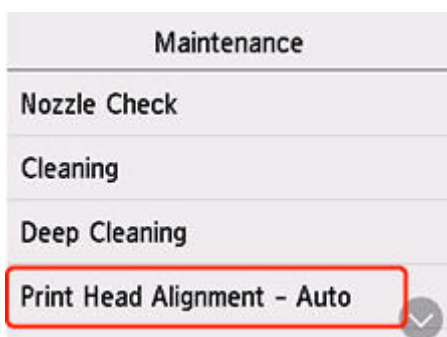 Maintenance
Nozzle Check
Cleaning
Deep Cleaning
Print Head Alignment - Auto